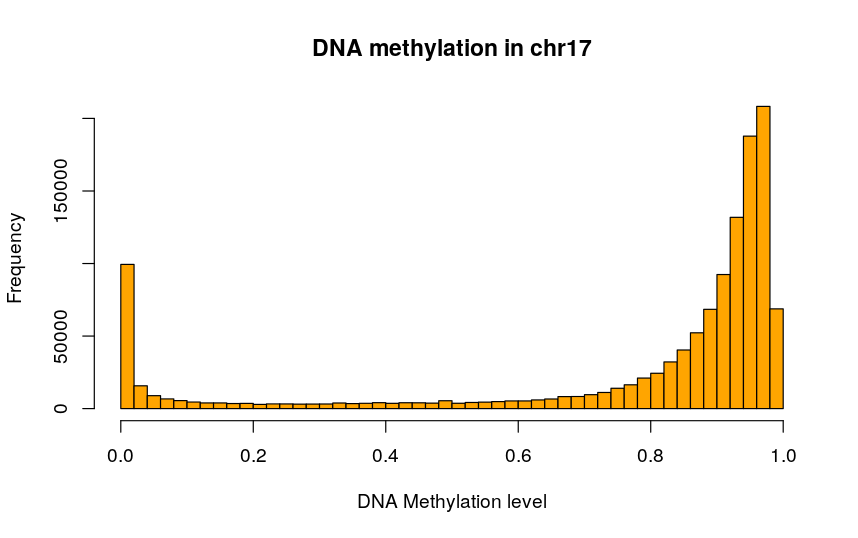 DNA methylation in chr17
Frequency
150000
50000
0
0.0 0.2 0.4 0.6 0.8 1.0
DNA Methylation level